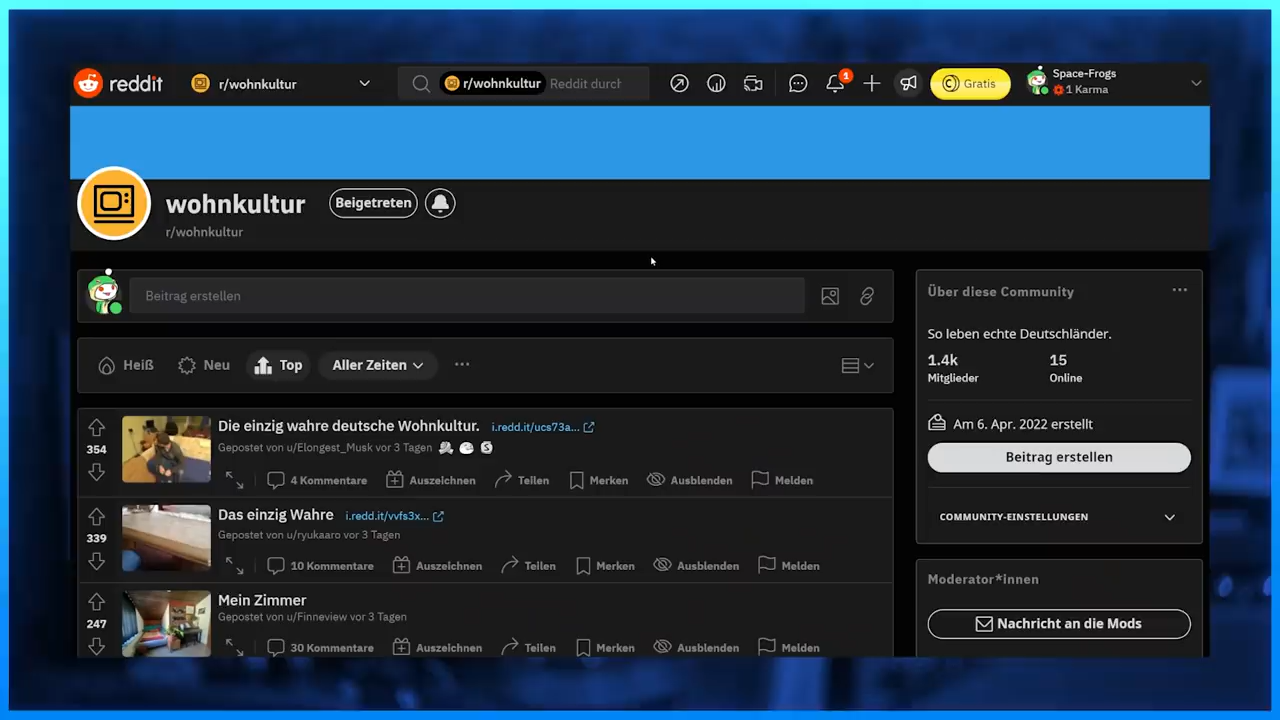 reddit r/wohnkultur r/wohnkultur Reddit durch 1 Gratis Space-Frogs
1 Karma
wohnkultur Beigetreten
r/wohnkultur
Beitrag erstellen
Heiß Neu Top Aller Zeiten
354
Die einzig wahre deutsche Wohnkultur. i.redd.it/ucs73a...
Gepostet von u/Elongest_Musk vor 3 Tagen
4 Kommentare Auszeichnen Teilen Merken Ausblenden Melden
339
Das einzig Wahre i.redd.it/vvfs3x...
Gepostet von u/ryukaaro vor 3 Tagen
10 Kommentare Auszeichnen Teilen Merken Ausblenden Melden
247
Mein Zimmer
Gepostet von u/Finneview vor 3 Tagen
30 Kommentare Auszeichnen Teilen Merken Ausblenden Melden
Über diese Community
So leben echte Deutschländer.
1.4k 15
Mitglieder Online
Am 6. Apr. 2022 erstellt
Beitrag erstellen
COMMUNITY-EINSTELLUNGEN
Moderator*innen
Nachricht an die Mods